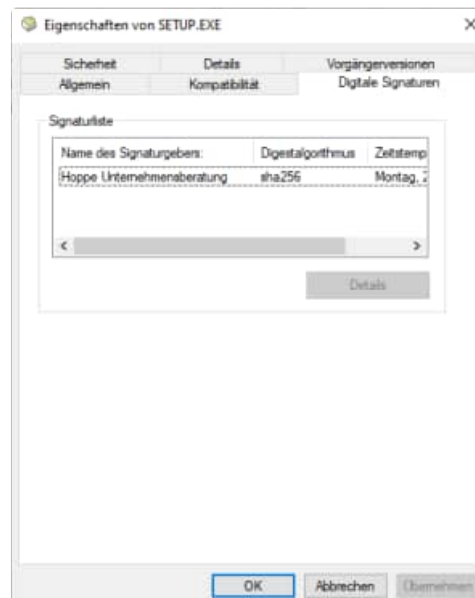 Eigenschaften von SETUP.EXE
Sicherheit Details Vorgängerversionen
Allgemein Kompatibilität Digitale Signaturen
Signaturliste
Name des Signaturgebers: Digestalgorithmus Zeitstemp
Hoppe Unternehmensberatung sha256 Montag, 2
Details
OK Abbrechen Übernehmen